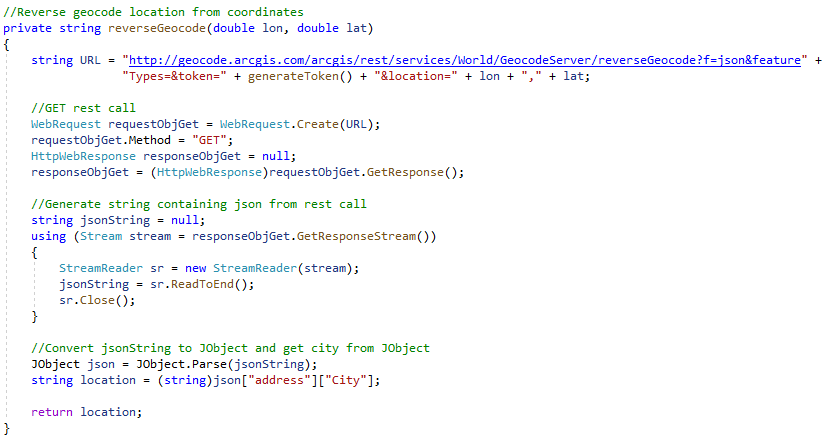 //Reverse geocode location from coordinates
private string reverseGeocode(double lon, double lat)
{
    string URL = "http://geocode.arcgis.com/arcgis/rest/services/World/GeocodeServer/reverseGeocode?f=json&feature" +
                 "Types=&token=" + generateToken() + "&location=" + lon + "," + lat;

    //GET rest call
    WebRequest requestObjGet = WebRequest.Create(URL);
    requestObjGet.Method = "GET";
    HttpWebResponse responseObjGet = null;
    responseObjGet = (HttpWebResponse)requestObjGet.GetResponse();

    //Generate string containing json from rest call
    string jsonString = null;
    using (Stream stream = responseObjGet.GetResponseStream())
    {
        StreamReader sr = new StreamReader(stream);
        jsonString = sr.ReadToEnd();
        sr.Close();
    }

    //Convert jsonString to JObject and get city from JObject
    JObject json = JObject.Parse(jsonString);
    string location = (string)json["address"]["City"];

    return location;
}